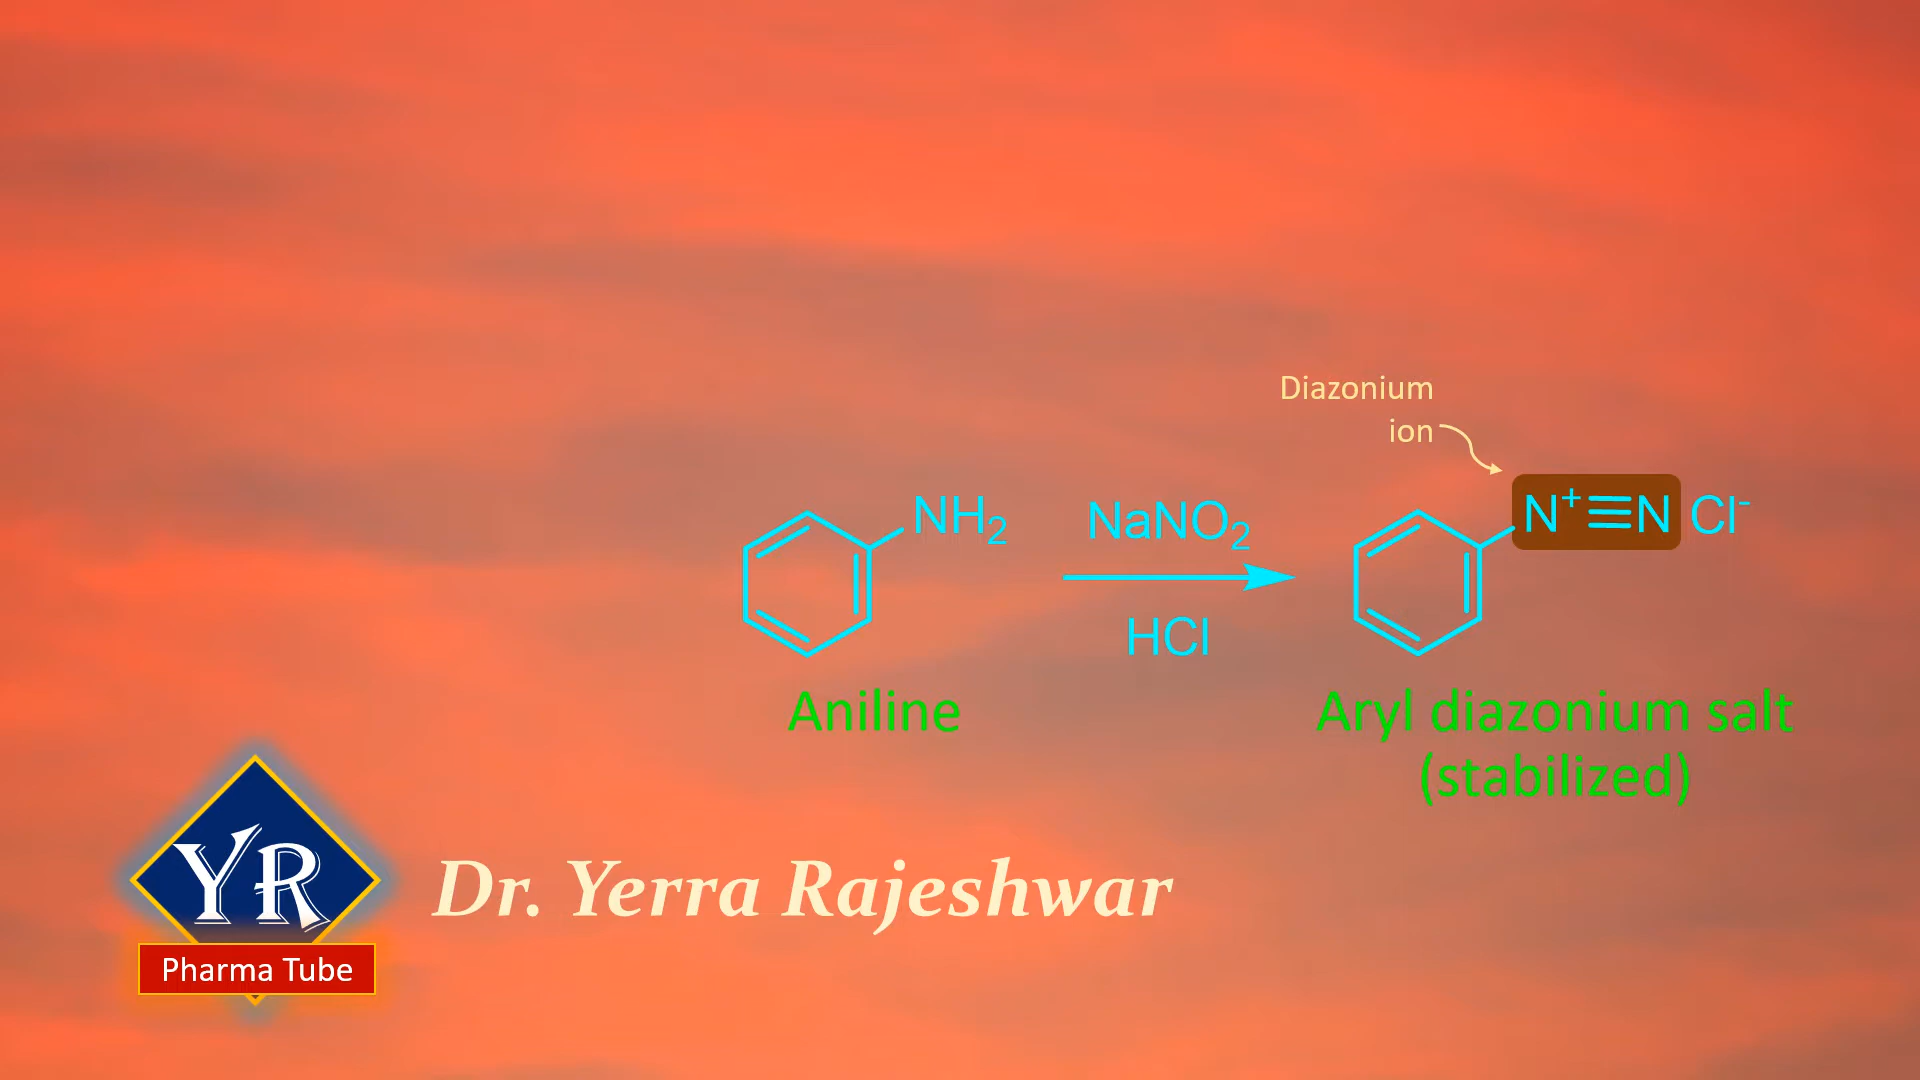 Diazonium
ion
NH₂
NaNO₂
HCl
N⁺≡N Cl⁻
Aniline
Aryl diazonium salt
(stabilized)
YR
Pharma Tube
Dr. Yerra Rajeshwar